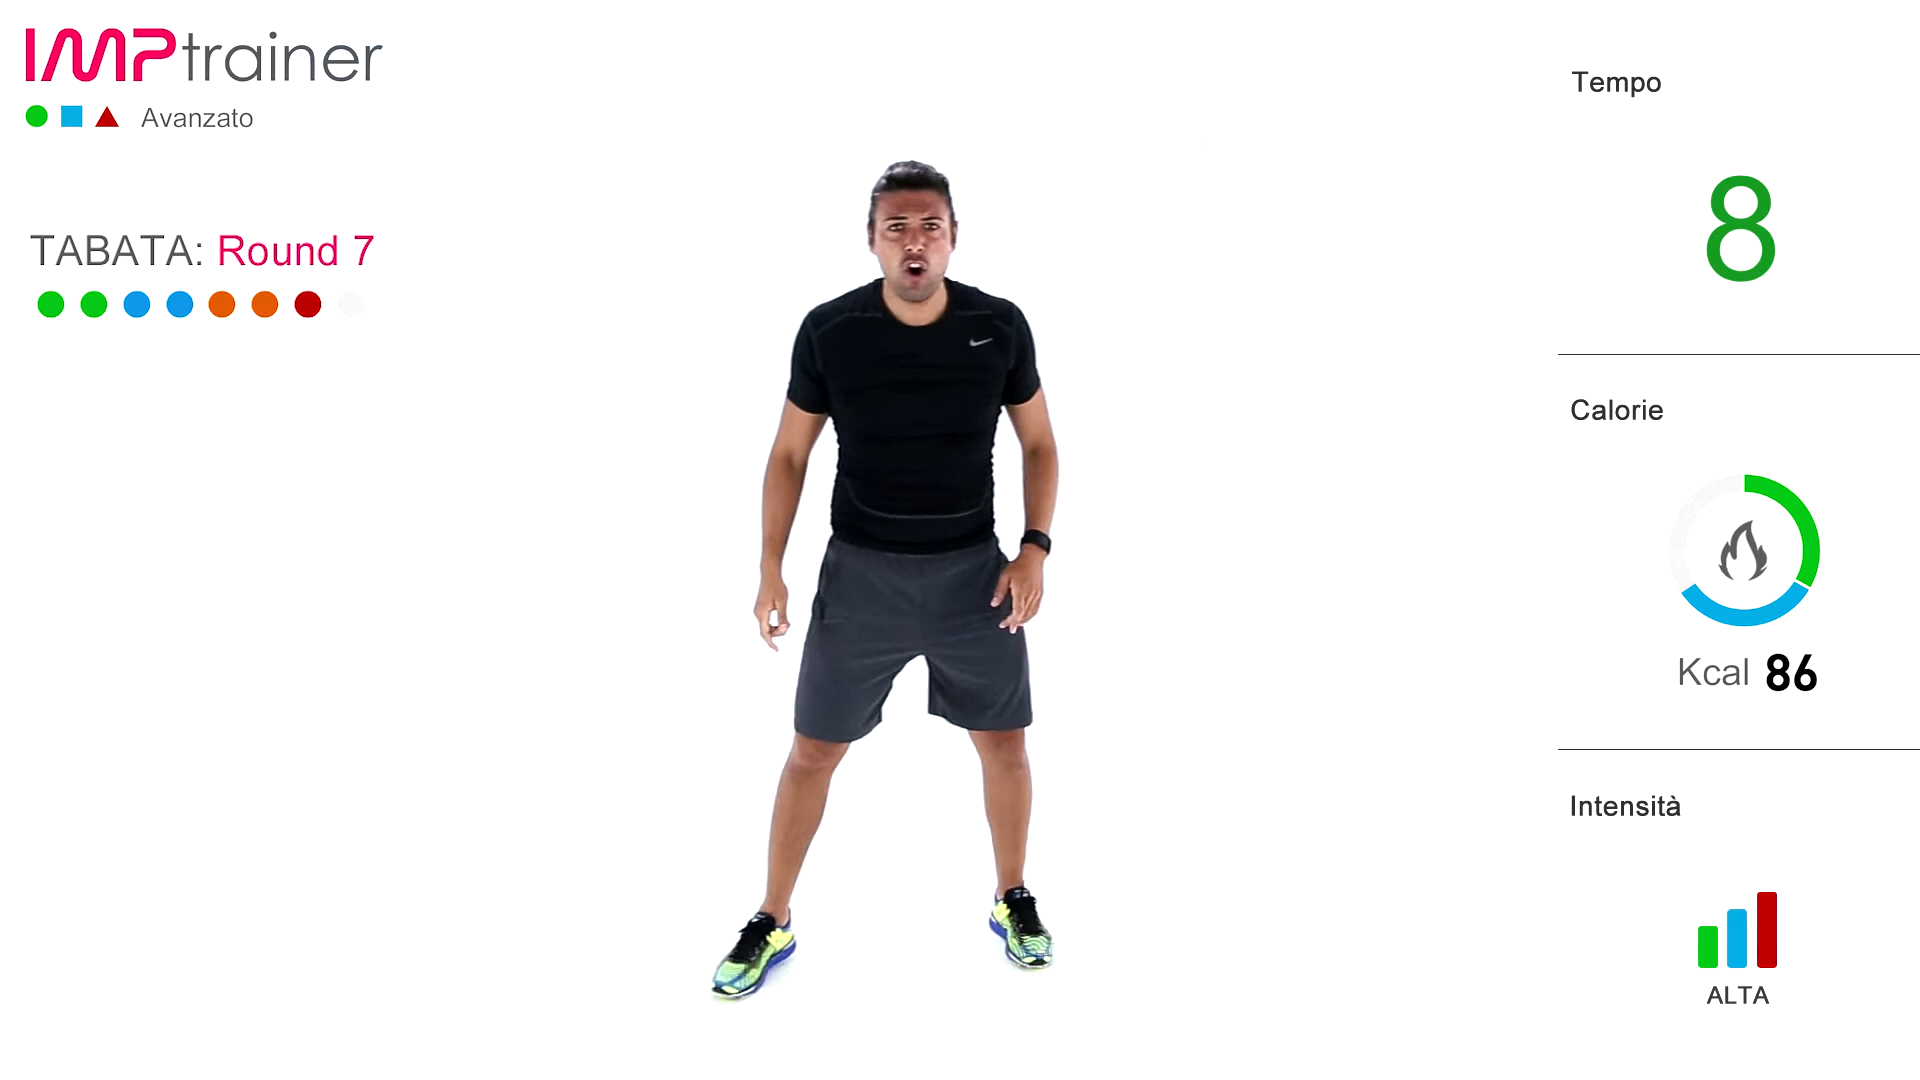 IMPtrainer
Avanzato
TABATA: Round 7
Tempo
8
Calorie
Kcal 86
Intensità
ALTA